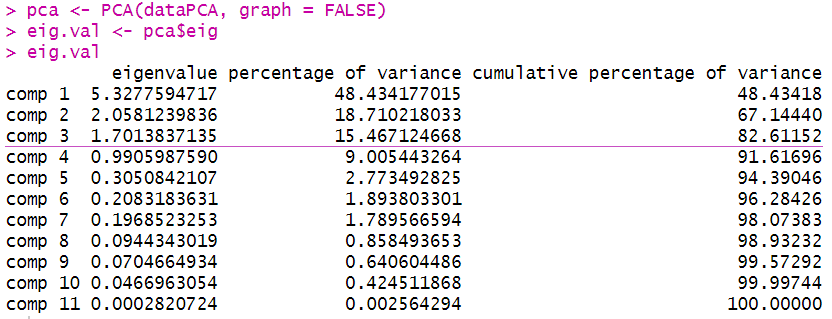 > pca <- PCA(dataPCA, graph = FALSE)
> eig.val <- pca$eig
> eig.val
eigenvalue percentage of variance cumulative percentage of variance
comp 1 5.3277594717 48.434177015 48.43418
comp 2 2.0581239836 18.710218033 67.14440
comp 3 1.7013837135 15.467124668 82.61152
comp 4 0.9905987590 9.005443264 91.61696
comp 5 0.3050842107 2.773492825 94.39046
comp 6 0.2083183631 1.893803301 96.28426
comp 7 0.1968523253 1.789566594 98.07383
comp 8 0.0944343019 0.858493653 98.93232
comp 9 0.0704664934 0.640604486 99.57292
comp 10 0.0466963054 0.424511868 99.99744
comp 11 0.0002820724 0.002564294 100.00000